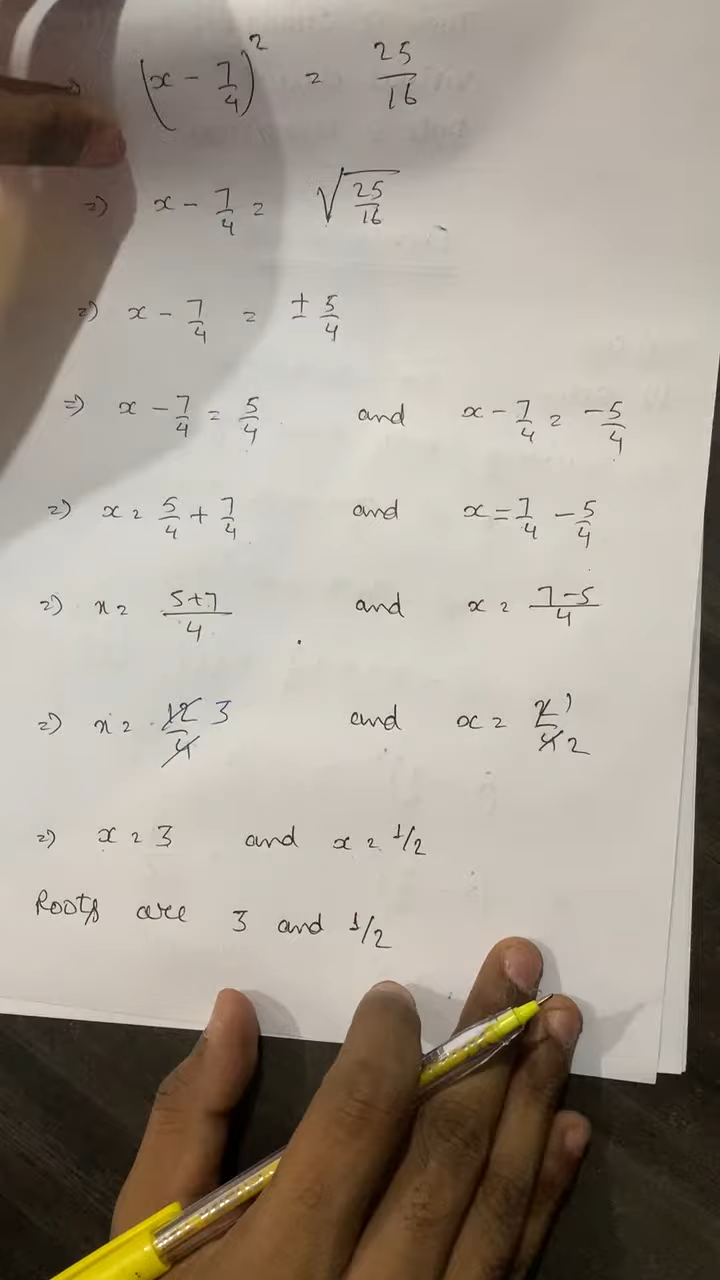 =) (x - 7/4)² = 25/16
=) x - 7/4 = √(25/16)
=) x - 7/4 = ± 5/4
=) x - 7/4 = 5/4 and x - 7/4 = -5/4
=) x = 5/4 + 7/4 and x = 7/4 - 5/4
=) x = (5+7)/4 and x = (7-5)/4
=) x = 12/4 3 and x = 2/4 1 2
=) x = 3 and x = 1/2
Roots are 3 and 1/2